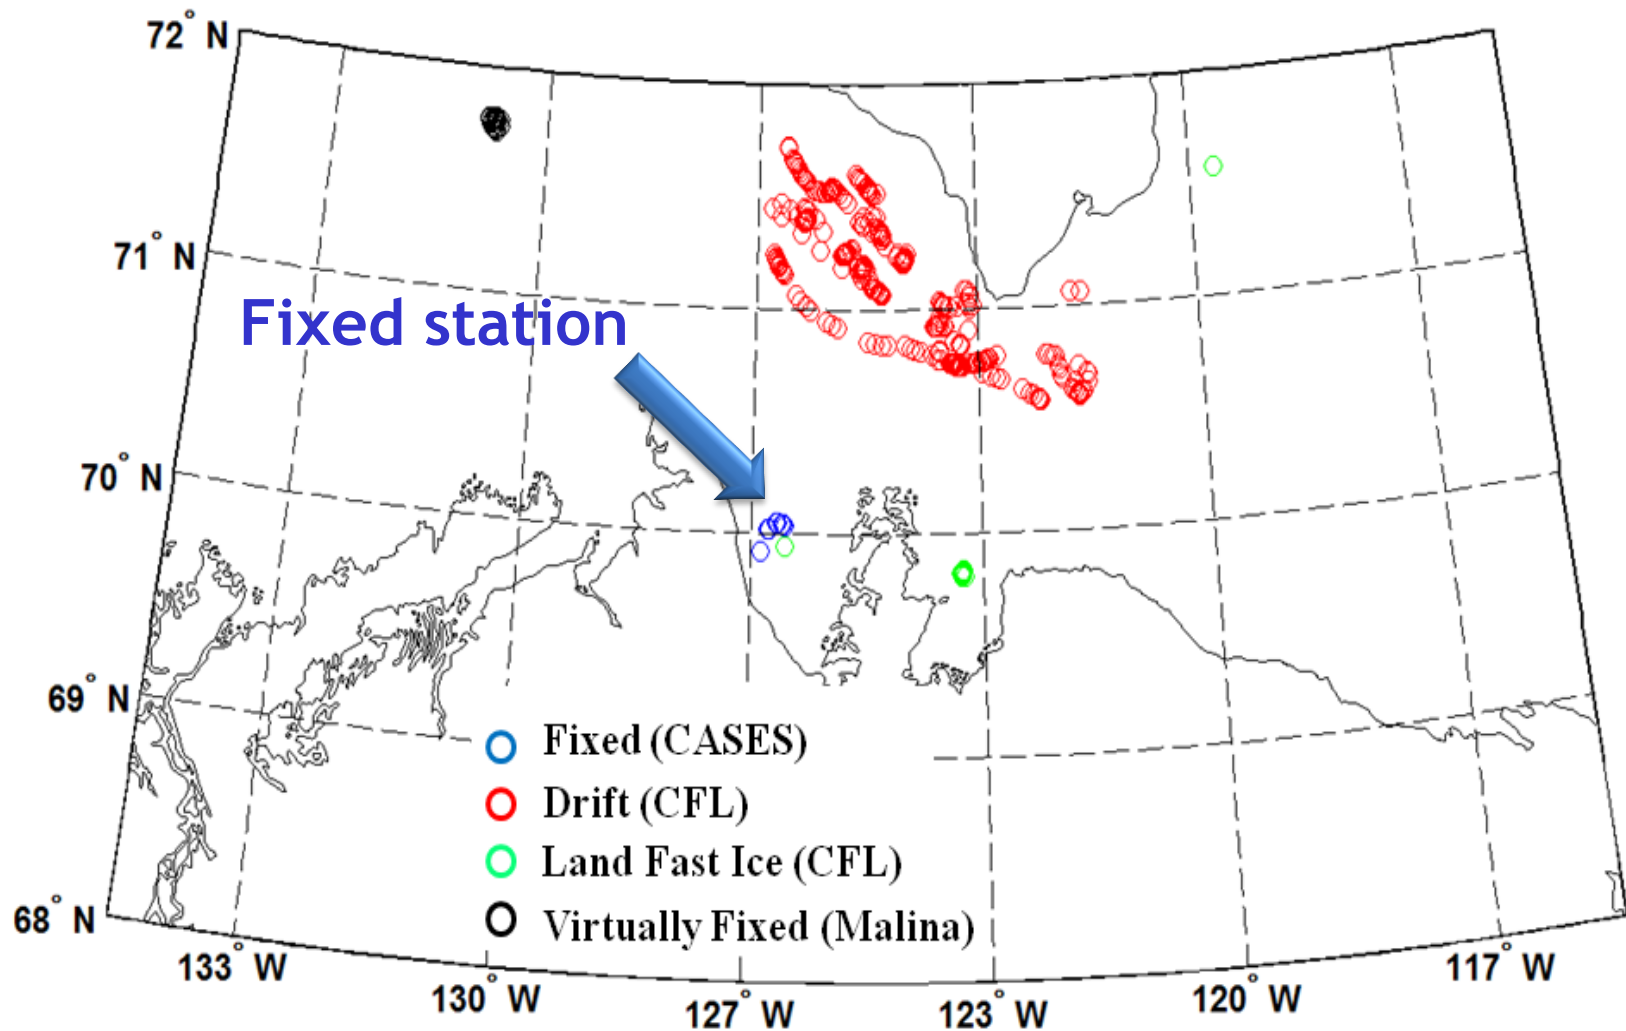 72° N
71° N
Fixed station
70° N
69° N
Fixed (CASES)
Drift (CFL)
Land Fast Ice (CFL)
Virtually Fixed (Malina)
68° N
133° W
130° W
127° W
123° W
120° W
117° W